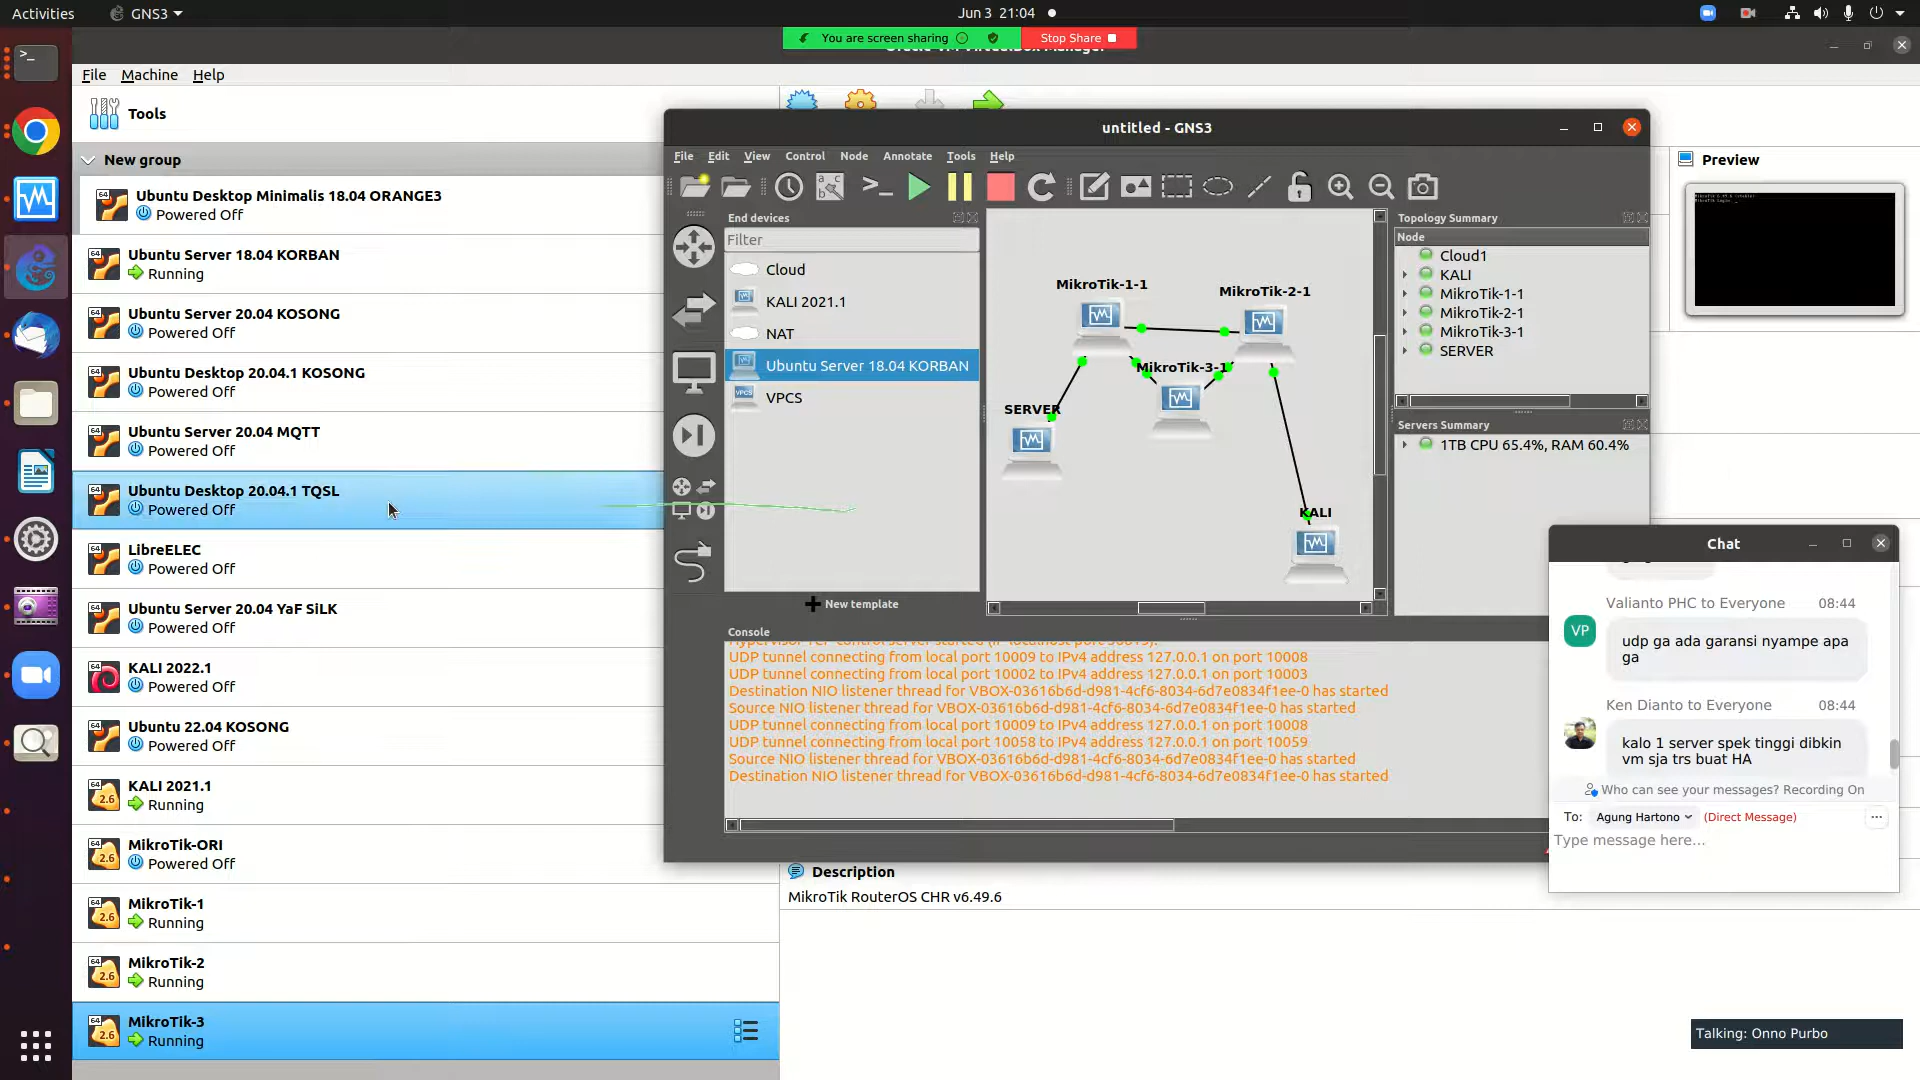 Activities
GNS3
Jun 3 21:04
You are screen sharing
Stop Share
Oracle VM VirtualBox Manager
File Machine Help
Tools
New group
Ubuntu Desktop Minimalis 18.04 ORANGE3
Powered Off
Ubuntu Server 18.04 KORBAN
Running
Ubuntu Server 20.04 KOSONG
Powered Off
Ubuntu Desktop 20.04.1 KOSONG
Powered Off
Ubuntu Server 20.04 MQTT
Powered Off
Ubuntu Desktop 20.04.1 TQSL
Powered Off
LibreELEC
Powered Off
Ubuntu Server 20.04 YaF SiLK
Powered Off
KALI 2022.1
Powered Off
Ubuntu 22.04 KOSONG
Powered Off
KALI 2021.1
Running
MikroTik-ORI
Powered Off
MikroTik-1
Running
MikroTik-2
Running
MikroTik-3
Running
untitled - GNS3
File Edit View Control Node Annotate Tools Help
End devices
Filter
Cloud
KALI 2021.1
NAT
Ubuntu Server 18.04 KORBAN
VPCS
New template
MikroTik-1-1
MikroTik-2-1
MikroTik-3-1
SERVER
KALI
Topology Summary
Node
Cloud1
KALI
MikroTik-1-1
MikroTik-2-1
MikroTik-3-1
SERVER
Servers Summary
1TB CPU 65.4%, RAM 60.4%
Console
UDP tunnel connecting from local port 10009 to IPv4 address 127.0.0.1 on port 10008
UDP tunnel connecting from local port 10002 to IPv4 address 127.0.0.1 on port 10003
Destination NIO listener thread for VBOX-03616b6d-d981-4cf6-8034-6d7e0834f1ee-0 has started
Source NIO listener thread for VBOX-03616b6d-d981-4cf6-8034-6d7e0834f1ee-0 has started
UDP tunnel connecting from local port 10009 to IPv4 address 127.0.0.1 on port 10008
UDP tunnel connecting from local port 10058 to IPv4 address 127.0.0.1 on port 10059
Source NIO listener thread for VBOX-03616b6d-d981-4cf6-8034-6d7e0834f1ee-0 has started
Destination NIO listener thread for VBOX-03616b6d-d981-4cf6-8034-6d7e0834f1ee-0 has started
Preview
Description
MikroTik RouterOS CHR v6.49.6
Chat
Valianto PHC to Everyone 08:44
VP
udp ga ada garansi nyampe apa
ga
Ken Dianto to Everyone 08:44
kalo 1 server spek tinggi dibkin
vm sja trs buat HA
Who can see your messages? Recording On
To: Agung Hartono (Direct Message)
Type message here...
Talking: Onno Purbo